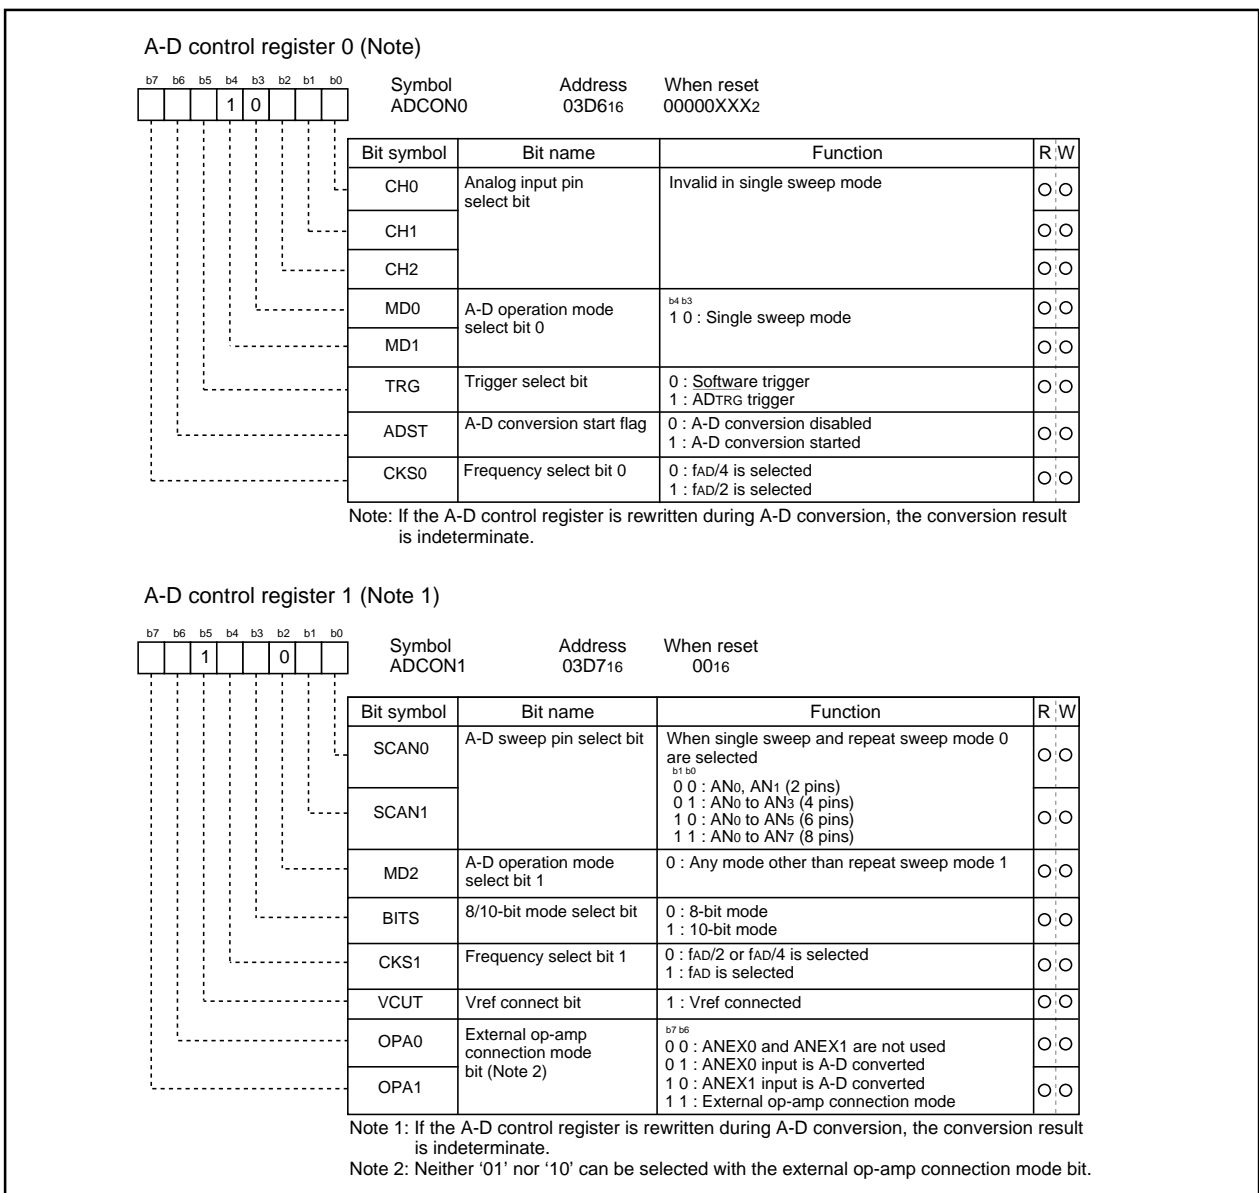 A-D control register 0 (Note)
b7 b6 b5 b4 b3 b2 b1 b0
Symbol Address When reset
1 0 ADCON0 03D616 00000XXX2
Bit symbol Bit name Function R W
CH0 Analog input pin select bit Invalid in single sweep mode
CH1
CH2
MD0 A-D operation mode select bit 0
b4 b3
1 0 : Single sweep mode
MD1
TRG Trigger select bit 0 : Software trigger
1 : ADTRG trigger
ADST A-D conversion start flag 0 : A-D conversion disabled
1 : A-D conversion started
CKS0 Frequency select bit 0 0 : fAD/4 is selected
1 : fAD/2 is selected
Note: If the A-D control register is rewritten during A-D conversion, the conversion result
is indeterminate.
A-D control register 1 (Note 1)
b7 b6 b5 b4 b3 b2 b1 b0
Symbol Address When reset
1 0 ADCON1 03D716 0016
Bit symbol Bit name Function R W
SCAN0 A-D sweep pin select bit When single sweep and repeat sweep mode 0
are selected
b1 b0
0 0 : AN0, AN1 (2 pins)
0 1 : AN0 to AN3 (4 pins)
SCAN1 1 0 : AN0 to AN5 (6 pins)
1 1 : AN0 to AN7 (8 pins)
MD2 A-D operation mode select bit 1 0 : Any mode other than repeat sweep mode 1
BITS 8/10-bit mode select bit 0 : 8-bit mode
1 : 10-bit mode
CKS1 Frequency select bit 1 0 : fAD/2 or fAD/4 is selected
1 : fAD is selected
VCUT Vref connect bit 1 : Vref connected
OPA0 External op-amp connection mode bit (Note 2)
b7 b6
0 0 : ANEX0 and ANEX1 are not used
0 1 : ANEX0 input is A-D converted
OPA1 1 0 : ANEX1 input is A-D converted
1 1 : External op-amp connection mode
Note 1: If the A-D control register is rewritten during A-D conversion, the conversion result
is indeterminate.
Note 2: Neither ‘01’ nor ‘10’ can be selected with the external op-amp connection mode bit.